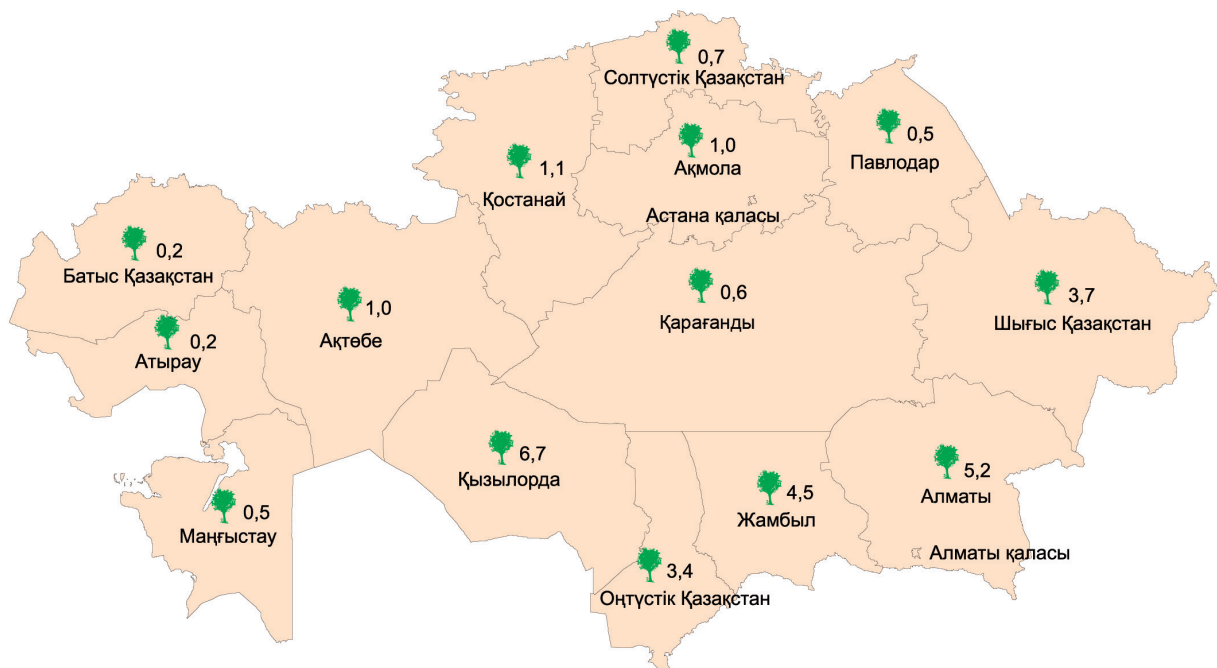 0,7
Солтүстік Қазақстан
1,0
Ақмола
Астана қаласы
0,5
Павлодар
1,1
Қостанай
0,2
Батыс Қазақстан
0,2
Атырау
1,0
Ақтөбе
0,6
Қарағанды
3,7
Шығыс Қазақстан
6,7
Қызылорда
0,5
Маңғыстау
4,5
Жамбыл
5,2
Алматы
Алматы қаласы
3,4
Оңтүстік Қазақстан